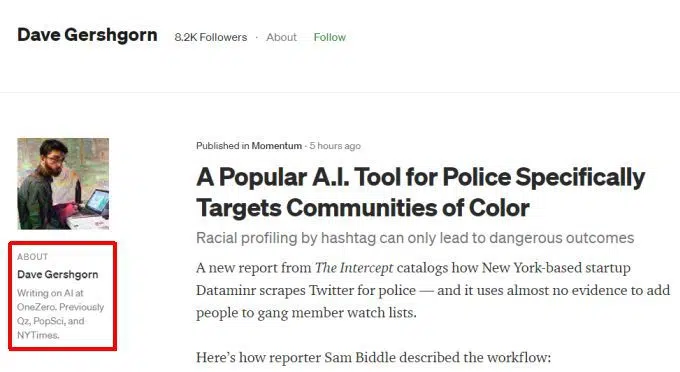 Dave Gershgorn 8.2K Followers · About Follow
Published in Momentum · 5 hours ago
A Popular A.I. Tool for Police Specifically
Targets Communities of Color
Racial profiling by hashtag can only lead to dangerous outcomes
ABOUT
Dave Gershgorn
Writing on AI at
OneZero. Previously
Qz, PopSci, and
NYTimes.
A new report from The Intercept catalogs how New York-based startup
Dataminr scrapes Twitter for police — and it uses almost no evidence to add
people to gang member watch lists.
Here’s how reporter Sam Biddle described the workflow: